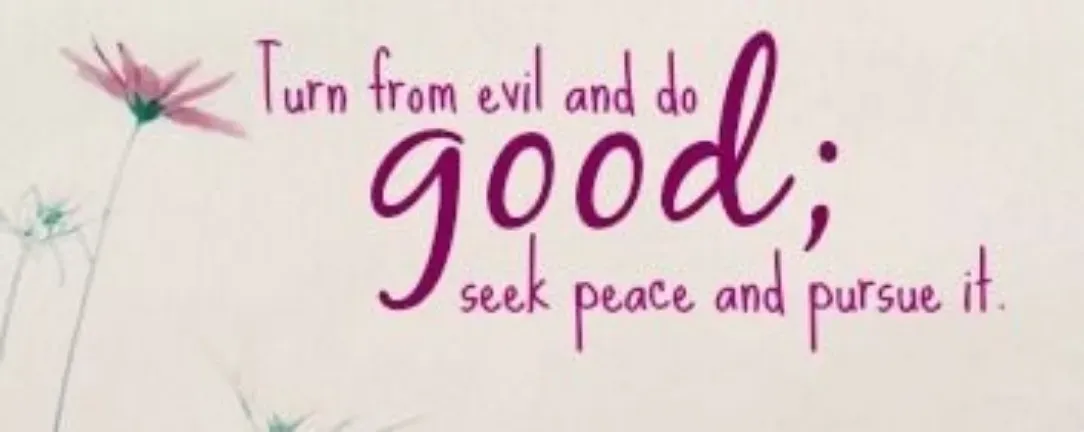 Turn from evil and do
good;
seek peace and pursue it.